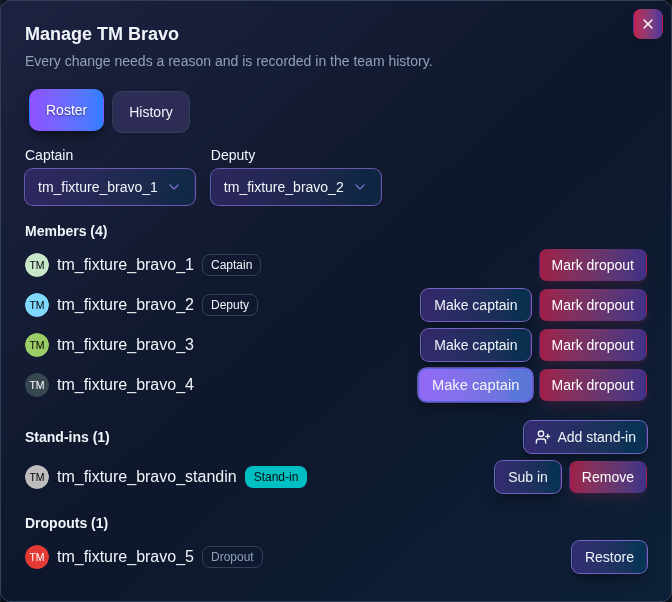 Manage TM Bravo
Every change needs a reason and is recorded in the team history.
Roster
History
Captain
Deputy
tm_fixture_bravo_1
tm_fixture_bravo_2
Members (4)
TM tm_fixture_bravo_1 Captain Mark dropout
TM tm_fixture_bravo_2 Deputy Make captain Mark dropout
TM tm_fixture_bravo_3 Make captain Mark dropout
TM tm_fixture_bravo_4 Make captain Mark dropout
Stand-ins (1) Add stand-in
TM tm_fixture_bravo_standin Stand-in Sub in Remove
Dropouts (1)
TM tm_fixture_bravo_5 Dropout Restore